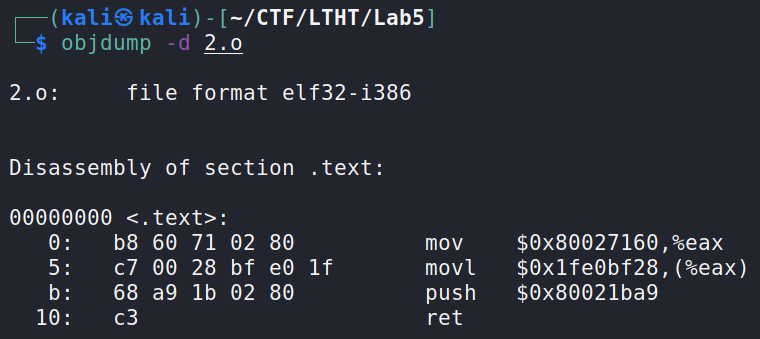 ┌──(kali㉿kali)-[~/CTF/LTHT/Lab5]
└─$ objdump -d 2.o
2.o:     file format elf32-i386
Disassembly of section .text:
00000000 <.text>:
   0:   b8 60 71 02 80          mov    $0x80027160,%eax
   5:   c7 00 28 bf e0 1f       movl   $0x1fe0bf28,(%eax)
   b:   68 a9 1b 02 80          push   $0x80021ba9
  10:   c3                      ret